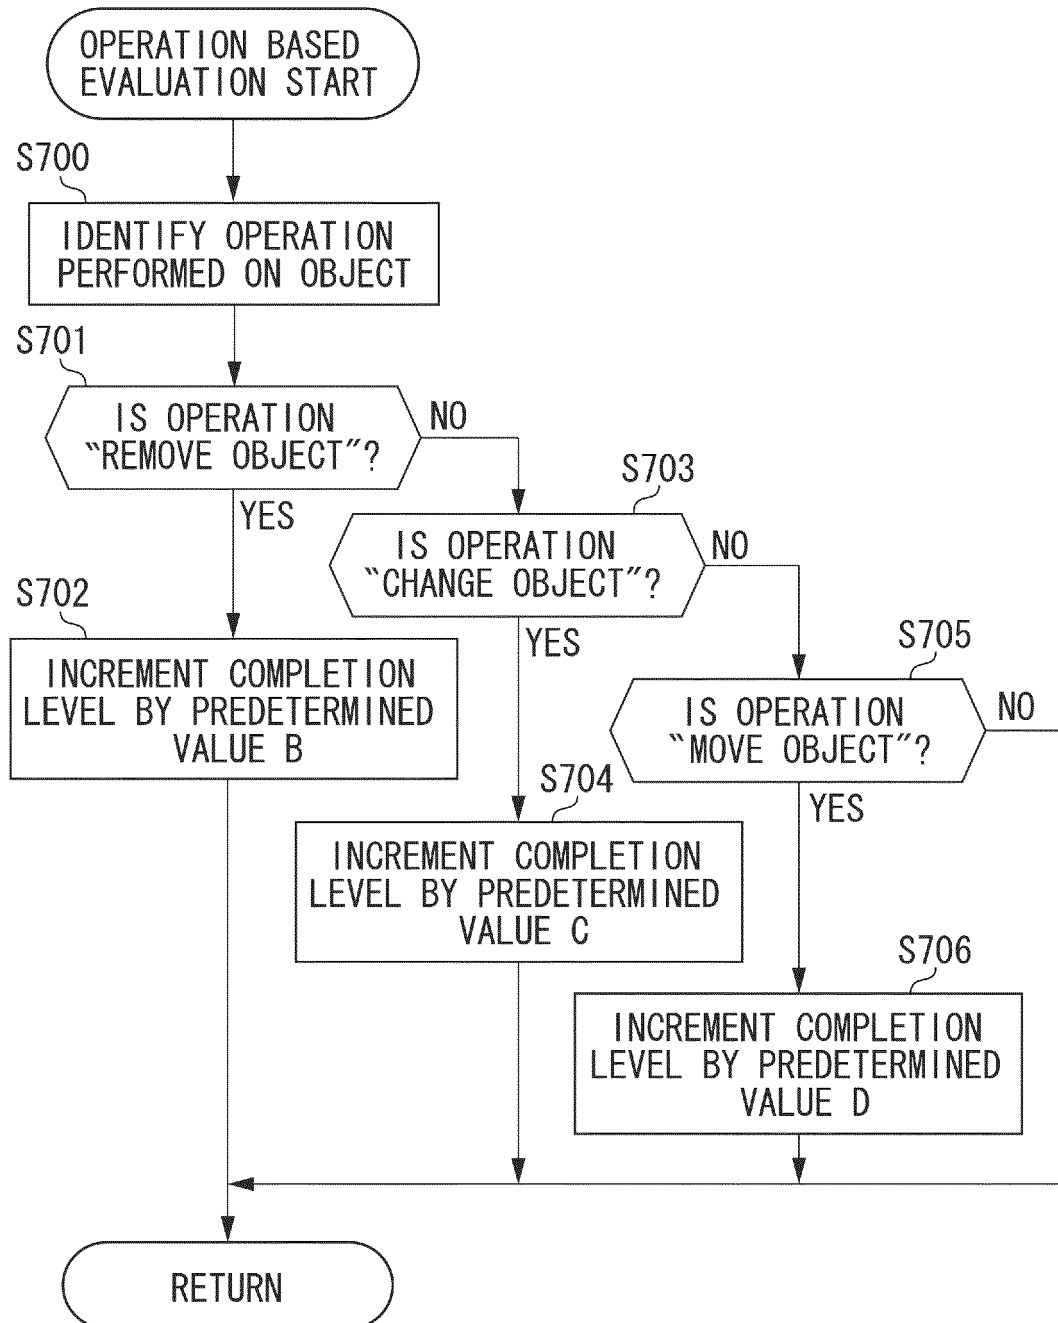 OPERATION BASED
EVALUATION START
S700
IDENTIFY OPERATION
PERFORMED ON OBJECT
S701
IS OPERATION
“REMOVE OBJECT”?
NO
YES
S703
IS OPERATION
“CHANGE OBJECT”?
NO
YES
S702
INCREMENT COMPLETION
LEVEL BY PREDETERMINED
VALUE B
S705
IS OPERATION
“MOVE OBJECT”?
NO
YES
S704
INCREMENT COMPLETION
LEVEL BY PREDETERMINED
VALUE C
S706
INCREMENT COMPLETION
LEVEL BY PREDETERMINED
VALUE D
RETURN